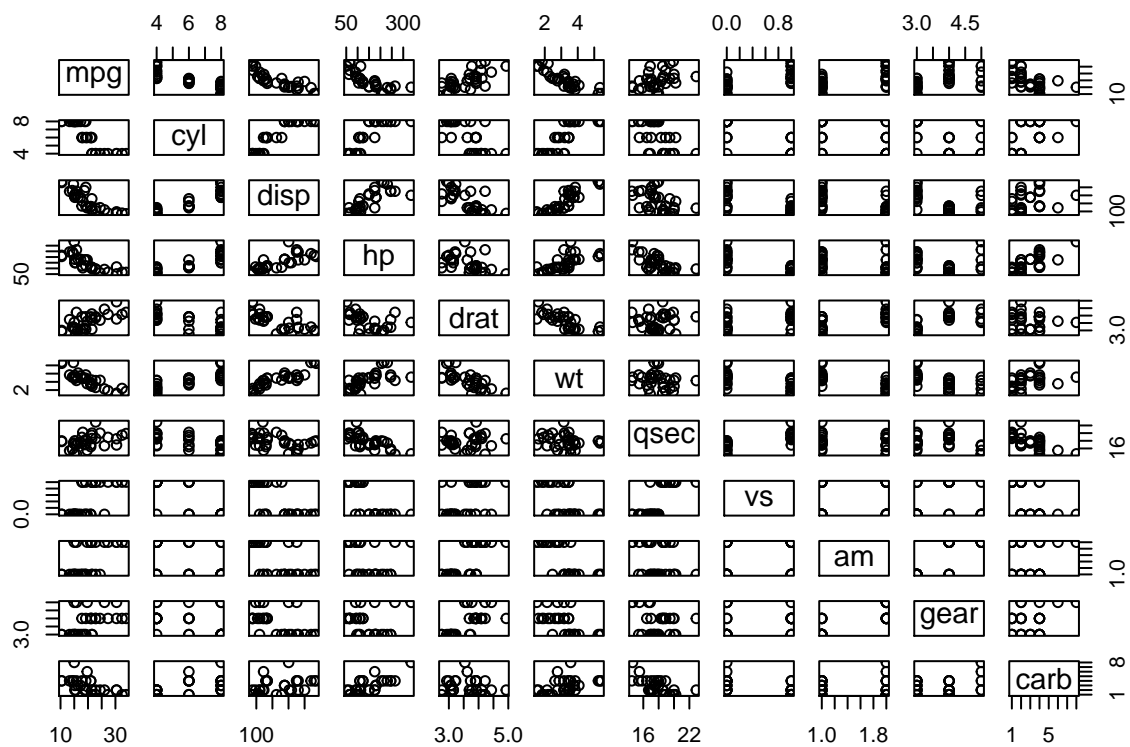 4 6 8 50 300 2 4 0.0 1.0 3.0 4.5
mpg 10
4 8 cyl
disp 100
50 hp
drat 3.0
2 wt
qsec 16
0.0 vs
am 1.0
3.0 gear
carb 1 8
10 30 100 3.0 5.0 16 22 1.0 1.8 1 5